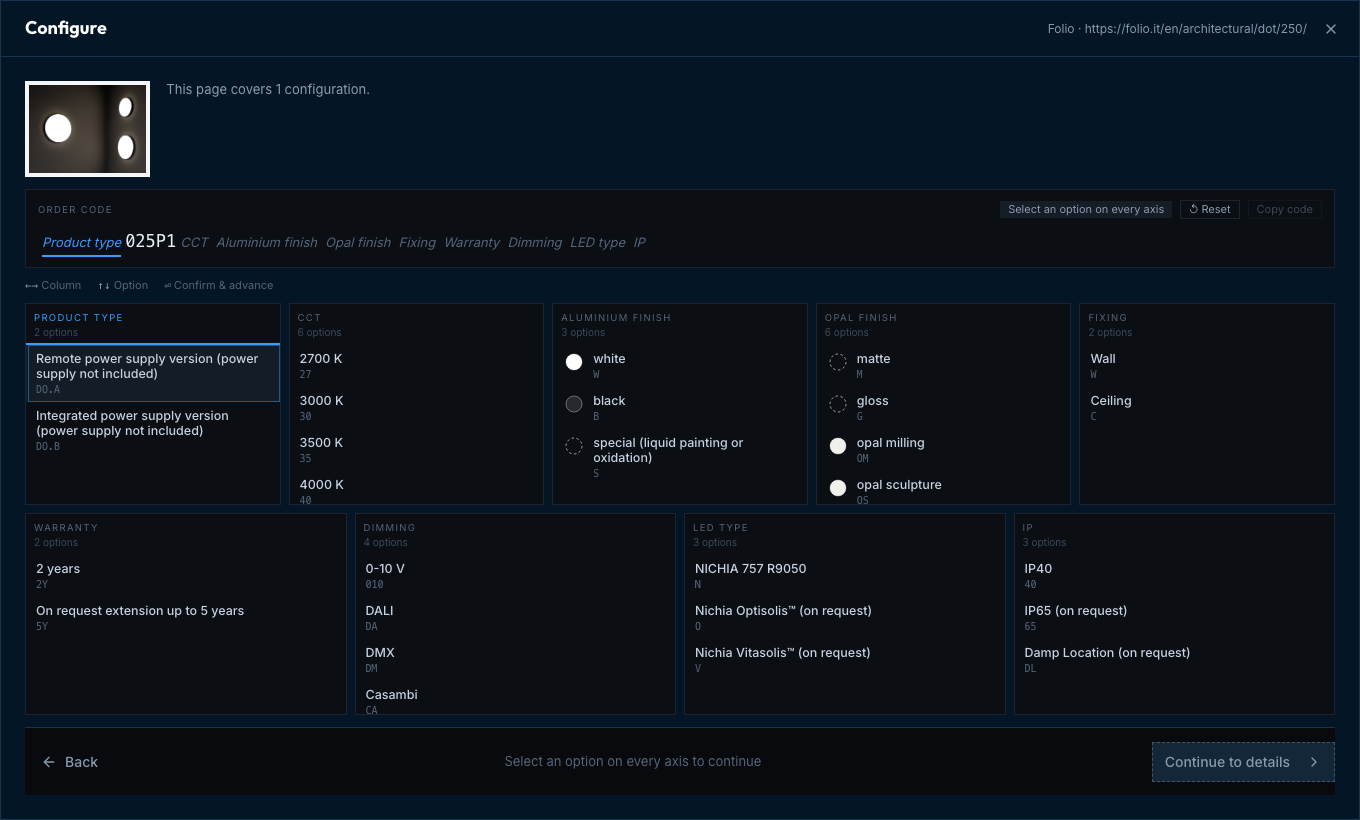 Configure
Folio · https://folio.it/en/architectural/dot/250/
This page covers 1 configuration.
ORDER CODE
Select an option on every axis
Reset
Copy code
Product type 025P1 CCT Aluminium finish Opal finish Fixing Warranty Dimming LED type IP
←→ Column ↑↓ Option ⏎ Confirm & advance
PRODUCT TYPE
2 options
Remote power supply version (power
supply not included)
DO.A
Integrated power supply version
(power supply not included)
DO.B
CCT
6 options
2700 K
27
3000 K
30
3500 K
35
4000 K
40
ALUMINIUM FINISH
3 options
white
W
black
B
special (liquid painting or
oxidation)
S
OPAL FINISH
6 options
matte
M
gloss
G
opal milling
OM
opal sculpture
OS
FIXING
2 options
Wall
W
Ceiling
C
WARRANTY
2 options
2 years
2Y
On request extension up to 5 years
5Y
DIMMING
4 options
0-10 V
010
DALI
DA
DMX
DM
Casambi
CA
LED TYPE
3 options
NICHIA 757 R9050
N
Nichia Optisolis™ (on request)
O
Nichia Vitasolis™ (on request)
V
IP
3 options
IP40
40
IP65 (on request)
65
Damp Location (on request)
DL
Back
Select an option on every axis to continue
Continue to details